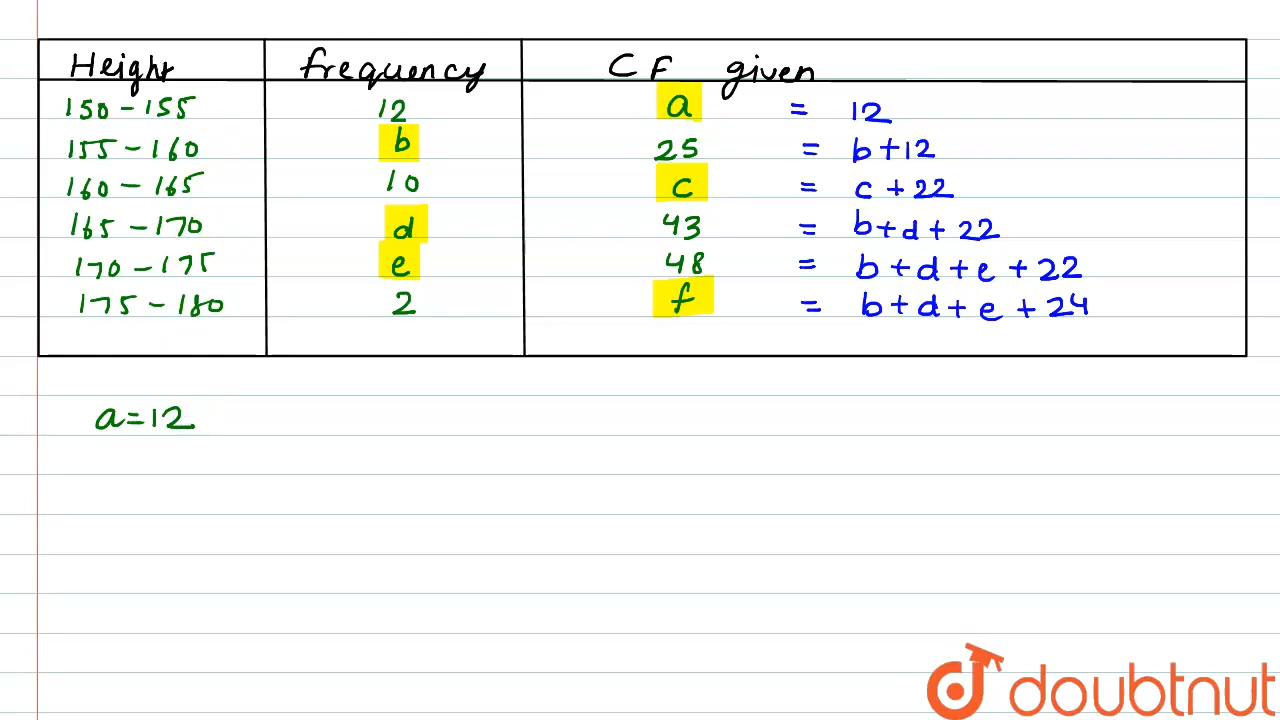 Height frequency CF given
150-155 12 a = 12
155-160 b 25 = b+12
160-165 10 c = c+22
165-170 d 43 = b+d+22
170-175 e 48 = b+d+e+22
175-180 2 f = b+d+e+24
a=12
doubtnut